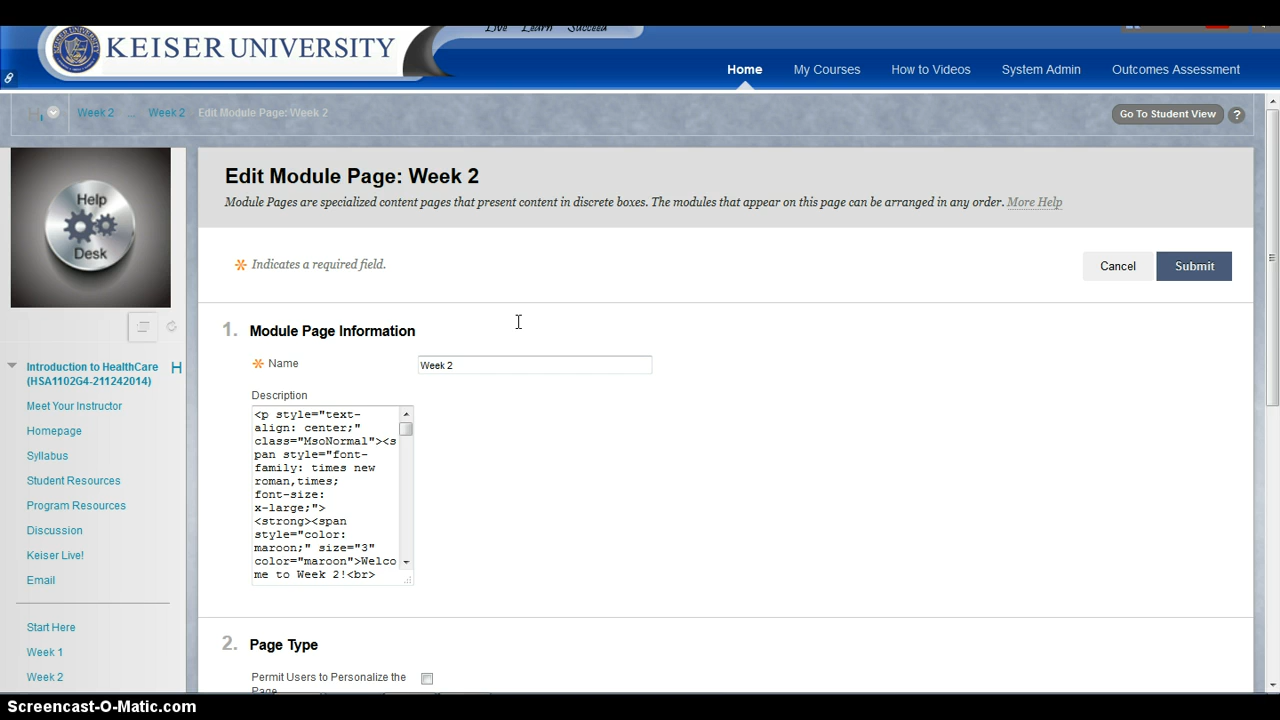 Live Learn Succeed
KEISER UNIVERSITY
Home My Courses How to Videos System Admin Outcomes Assessment
Week 2 ... Week 2 Edit Module Page: Week 2
Go To Student View ?
Help
Desk
Edit Module Page: Week 2
Module Pages are specialized content pages that present content in discrete boxes. The modules that appear on this page can be arranged in any order. More Help
Indicates a required field.
Cancel Submit
1. Module Page Information
Name Week 2
Description
<p style="text-
align: center;"
class="MsoNormal"><s
pan style="font-
family: times new
roman,times;
font-size:
x-large;">
<strong><span
style="color:
maroon;" size="3"
color="maroon">Welco
me to Week 2!<br>
2. Page Type
Permit Users to Personalize the
Page
Introduction to HealthCare
(HSA1102G4-211242014)
Meet Your Instructor
Homepage
Syllabus
Student Resources
Program Resources
Discussion
Keiser Live!
Email
Start Here
Week 1
Week 2
Screencast-O-Matic.com